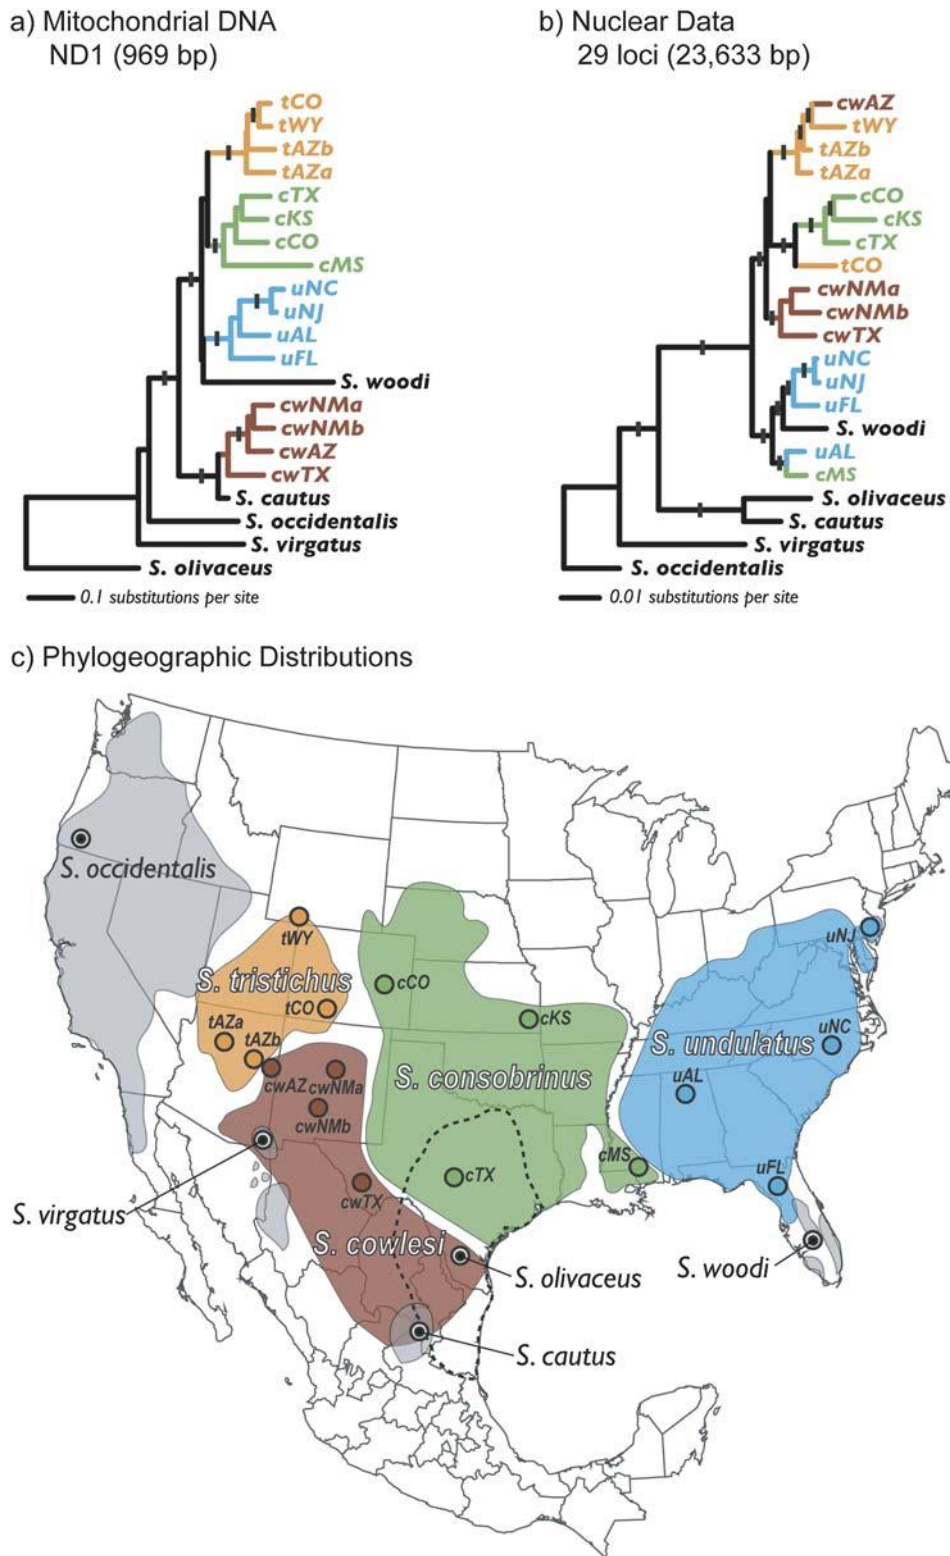 a) Mitochondrial DNA
ND1 (969 bp)
tCO
tWY
tAZb
tAZa
cTX
cKS
cCO
cMS
uNC
uNJ
uAL
uFL
S. woodi
cwNMa
cwNMb
cwAZ
cwTX
S. cautus
S. occidentalis
S. virgatus
S. olivaceus
0.1 substitutions per site
b) Nuclear Data
29 loci (23,633 bp)
cwAZ
tWY
tAZb
tAZa
cCO
cKS
cTX
tCO
cwNMa
cwNMb
cwTX
uNC
uNJ
uFL
S. woodi
uAL
cMS
S. olivaceus
S. cautus
S. virgatus
S. occidentalis
0.01 substitutions per site
c) Phylogeographic Distributions
S. occidentalis
tWY
S. tristichus
tCO
tAZa
tAZb
cwAZ
cwNMa
cwNMb
cCO
cKS
S. consobrinus
cTX
cMS
uNJ
uNC
S. undulatus
uAL
uFL
S. virgatus
cwTX
S. cowlesi
S. olivaceus
S. woodi
S. cautus